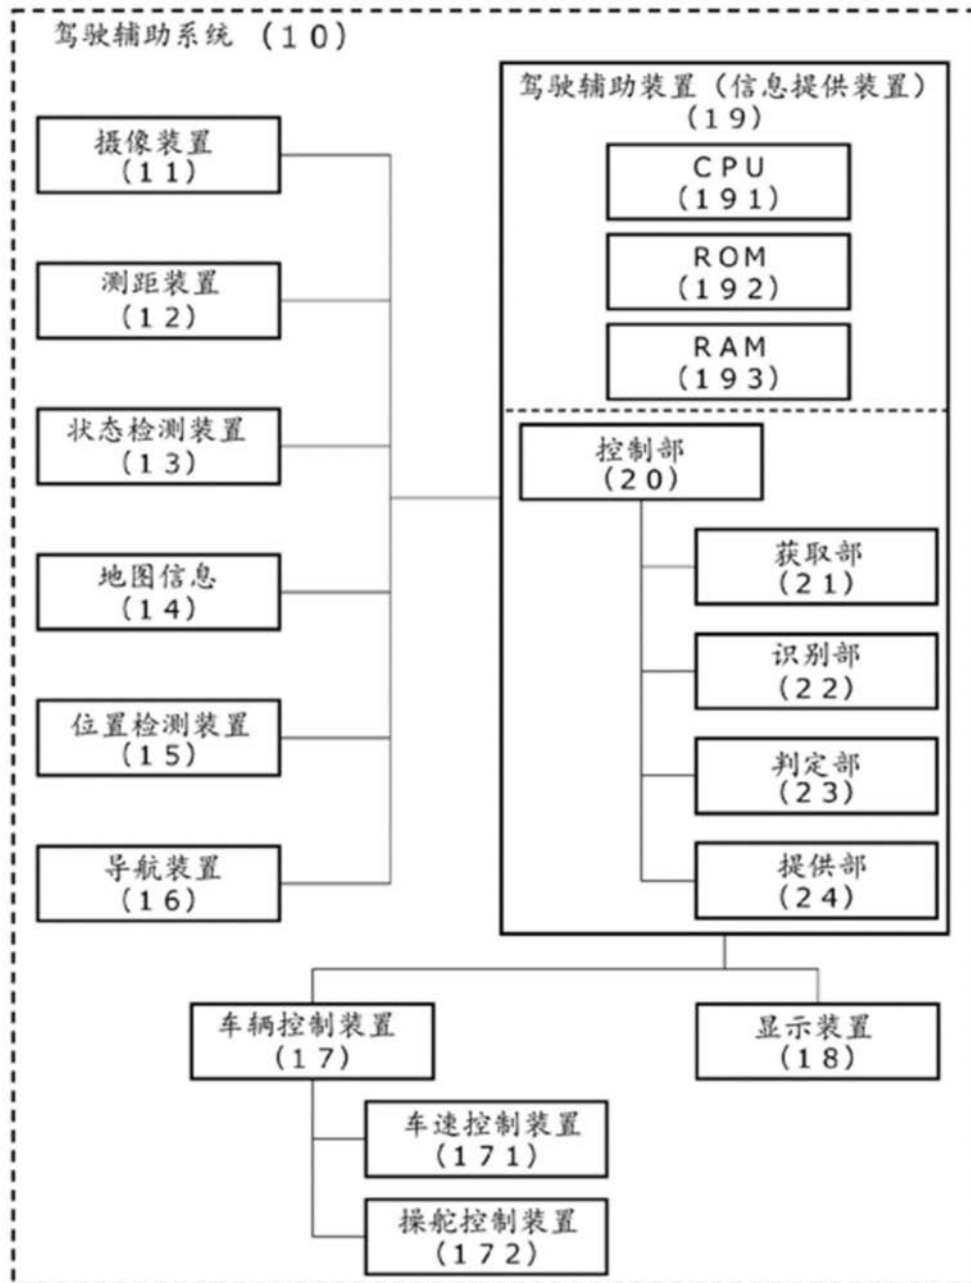 驾驶辅助系统 (10)
摄像装置
(11)
测距装置
(12)
状态检测装置
(13)
地图信息
(14)
位置检测装置
(15)
导航装置
(16)
驾驶辅助装置 (信息提供装置)
(19)
CPU
(191)
ROM
(192)
RAM
(193)
控制部
(20)
获取部
(21)
识别部
(22)
判定部
(23)
提供部
(24)
车辆控制装置
(17)
显示装置
(18)
车速控制装置
(171)
操舵控制装置
(172)